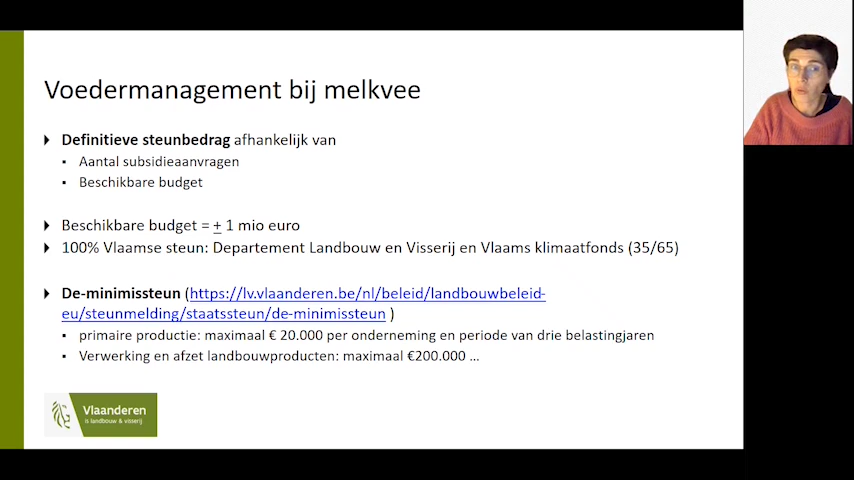 Voedermanagement bij melkvee
Definitieve steunbedrag afhankelijk van
Aantal subsidieaanvragen
Beschikbare budget
Beschikbare budget = + 1 mio euro
100% Vlaamse steun: Departement Landbouw en Visserij en Vlaams klimaatfonds (35/65)
De-minimissteun (https://lv.vlaanderen.be/nl/beleid/landbouwbeleid-
eu/steunmelding/staatssteun/de-minimissteun )
primaire productie: maximaal € 20.000 per onderneming en periode van drie belastingjaren
Verwerking en afzet landbouwproducten: maximaal €200.000 …
Vlaanderen
is landbouw & visserij